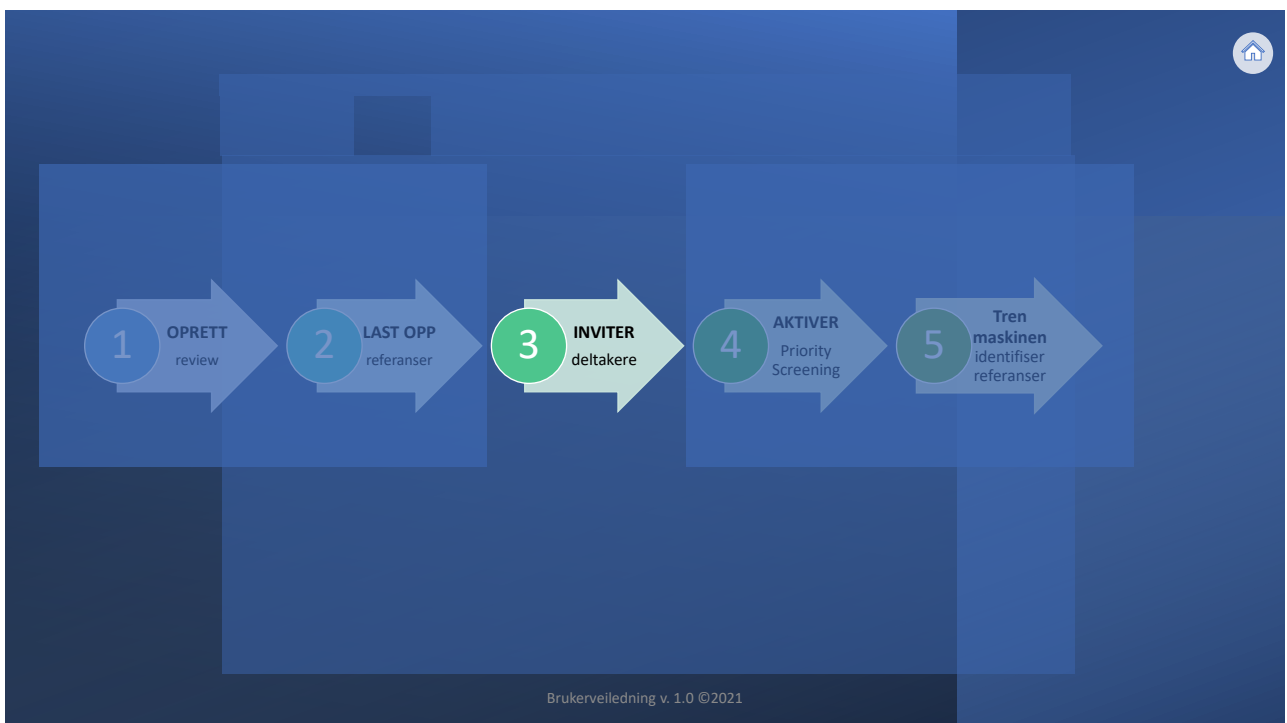 1
OPRETT
review
2
LAST OPP
referanser
3
INVITER
deltakere
4
AKTIVER
Priority
Screening
5
Tren
maskinen
identifiser
referanser
Brukerveiledning v. 1.0 ©2021